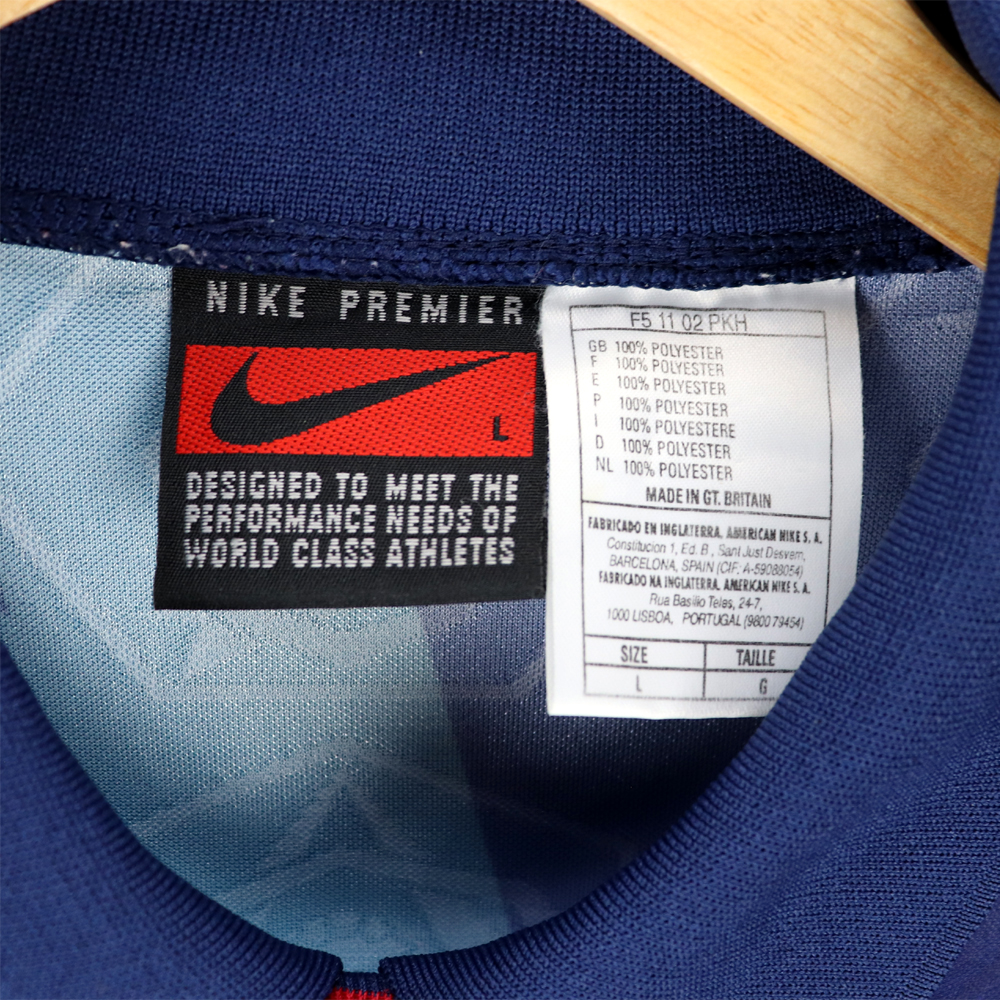 NIKE PREMIER
L
DESIGNED TO MEET THE
PERFORMANCE NEEDS OF
WORLD CLASS ATHLETES
F5 11 02 PKH
GB 100% POLYESTER
F 100% POLYESTER
E 100% POLYESTER
P 100% POLYESTER
I 100% POLYESTERE
D 100% POLYESTER
NL 100% POLYESTER
MADE IN GT. BRITAIN
FABRICADO EN INGLATERRA, AMERICAN NIKE S. A.
Constitucion 1, Ed. B., Sant Just Desvern,
BARCELONA, SPAIN (CIF: A-59088054)
FABRICADO NA INGLATERRA, AMERICAN NIKE S. A.
Rua Basilio Teles, 24-7,
1000 LISBOA, PORTUGAL (980079454)
SIZE TAILLE
L G